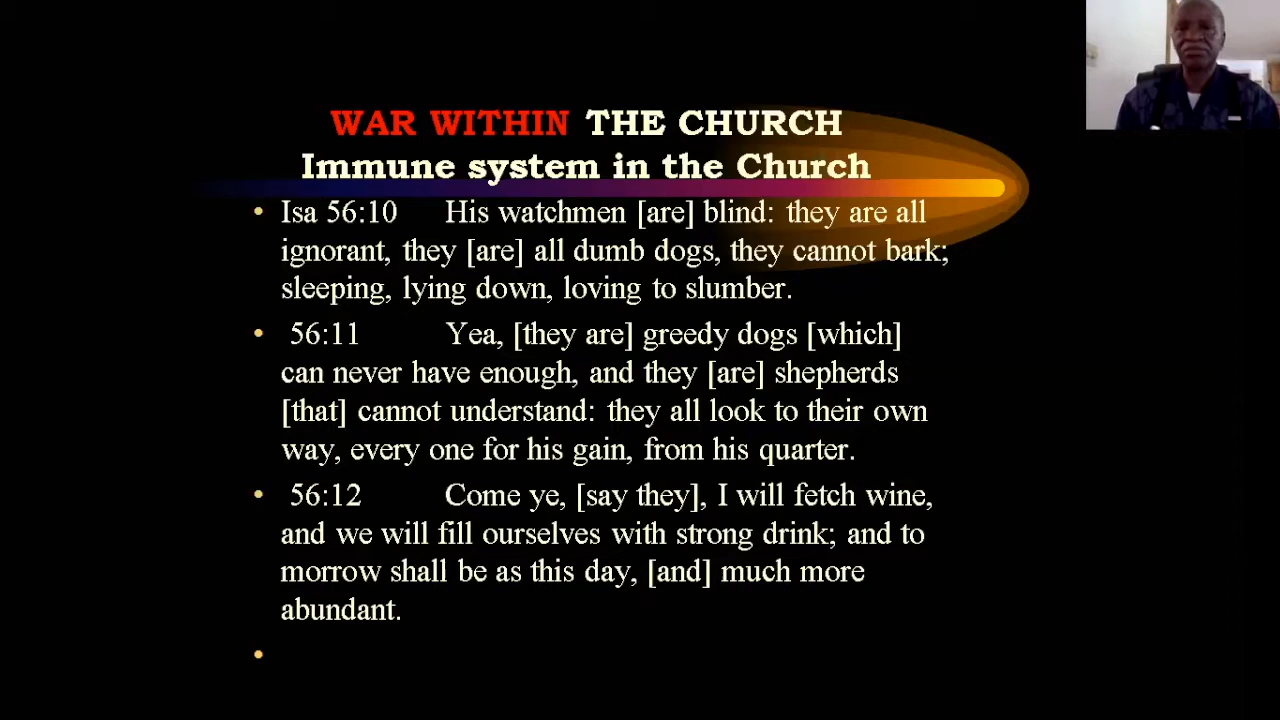 WAR WITHIN THE CHURCH
Immune system in the Church
• Isa 56:10 His watchmen [are] blind: they are all
ignorant, they [are] all dumb dogs, they cannot bark;
sleeping, lying down, loving to slumber.
• 56:11 Yea, [they are] greedy dogs [which]
can never have enough, and they [are] shepherds
[that] cannot understand: they all look to their own
way, every one for his gain, from his quarter.
• 56:12 Come ye, [say they], I will fetch wine,
and we will fill ourselves with strong drink; and to
morrow shall be as this day, [and] much more
abundant.
•